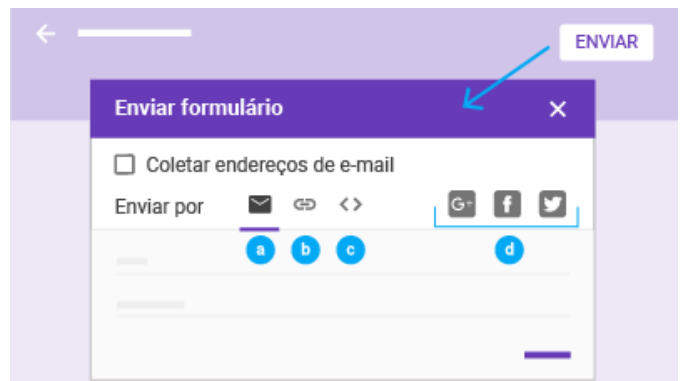 ENVIAR
Enviar formulário
Coletar endereços de e-mail
Enviar por G+ f
a b c d